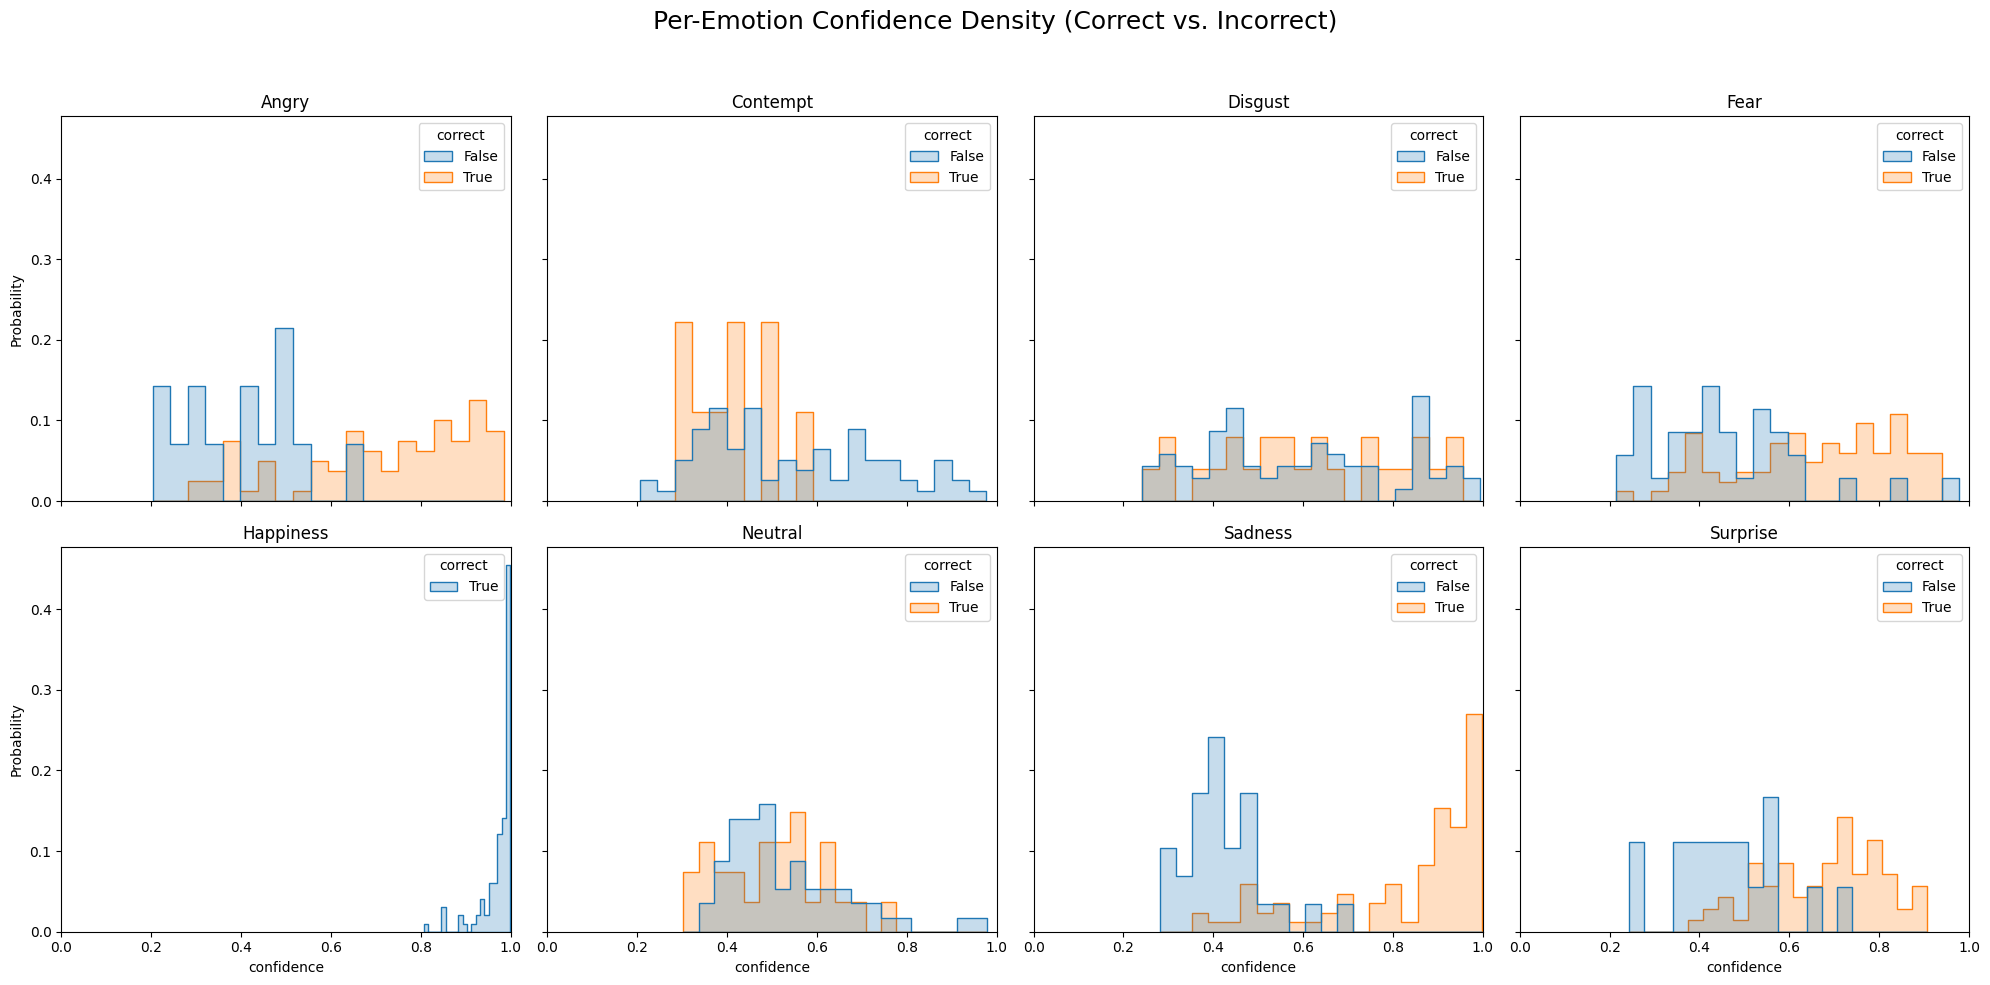 Per-Emotion Confidence Density (Correct vs. Incorrect)
Angry
Contempt
Disgust
Fear
correct
False
True
correct
False
True
correct
False
True
correct
False
True
Probability
0.4
0.3
0.2
0.1
0.0
Happiness
Neutral
Sadness
Surprise
correct
True
correct
False
True
correct
False
True
correct
False
True
Probability
0.4
0.3
0.2
0.1
0.0
0.0 0.2 0.4 0.6 0.8 1.0
0.0 0.2 0.4 0.6 0.8 1.0
0.0 0.2 0.4 0.6 0.8 1.0
0.0 0.2 0.4 0.6 0.8 1.0
confidence
confidence
confidence
confidence